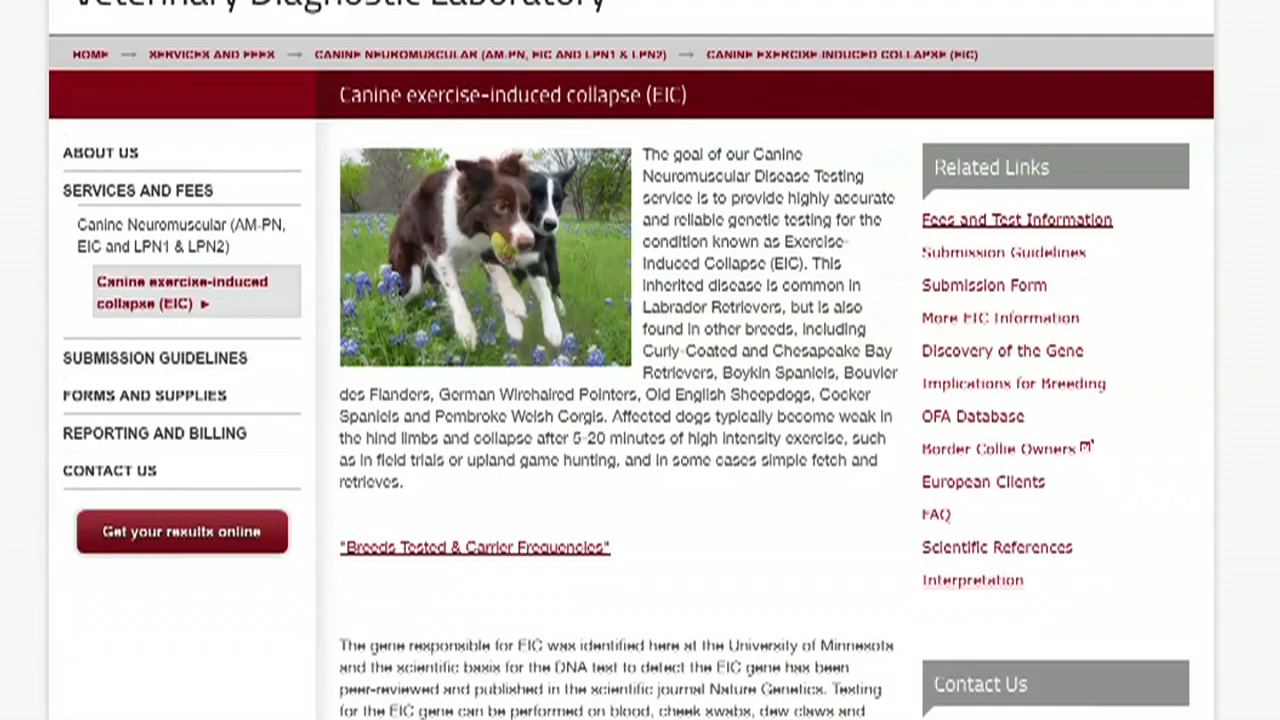 Veterinary Diagnostic Laboratory
HOME → SERVICES AND FEES → CANINE NEUROMUSCULAR (AM-PN, EIC AND LPN1 & LPN2) → CANINE EXERCISE-INDUCED COLLAPSE (EIC)
Canine exercise-induced collapse (EIC)
ABOUT US
SERVICES AND FEES
Canine Neuromuscular (AM-PN,
EIC and LPN1 & LPN2)
Canine exercise-induced
collapse (EIC) ►
SUBMISSION GUIDELINES
FORMS AND SUPPLIES
REPORTING AND BILLING
CONTACT US
Get your results online
The goal of our Canine
Neuromuscular Disease Testing
service is to provide highly accurate
and reliable genetic testing for the
condition known as Exercise-
Induced Collapse (EIC). This
inherited disease is common in
Labrador Retrievers, but is also
found in other breeds, including
Curly-Coated and Chesapeake Bay
Retrievers, Boykin Spaniels, Bouvier
des Flanders, German Wirehaired Pointers, Old English Sheepdogs, Cocker
Spaniels and Pembroke Welsh Corgis. Affected dogs typically become weak in
the hind limbs and collapse after 5-20 minutes of high intensity exercise, such
as in field trials or upland game hunting, and in some cases simple fetch and
retrieves.
"Breeds Tested & Carrier Frequencies"
The gene responsible for EIC was identified here at the University of Minnesota
and the scientific basis for the DNA test to detect the EIC gene has been
peer-reviewed and published in the scientific journal Nature Genetics. Testing
for the EIC gene can be performed on blood, cheek swabs, dew claws and
Related Links
Fees and Test Information
Submission Guidelines
Submission Form
More EIC Information
Discovery of the Gene
Implications for Breeding
OFA Database
Border Collie Owners
European Clients
FAQ
Scientific References
Interpretation
Contact Us